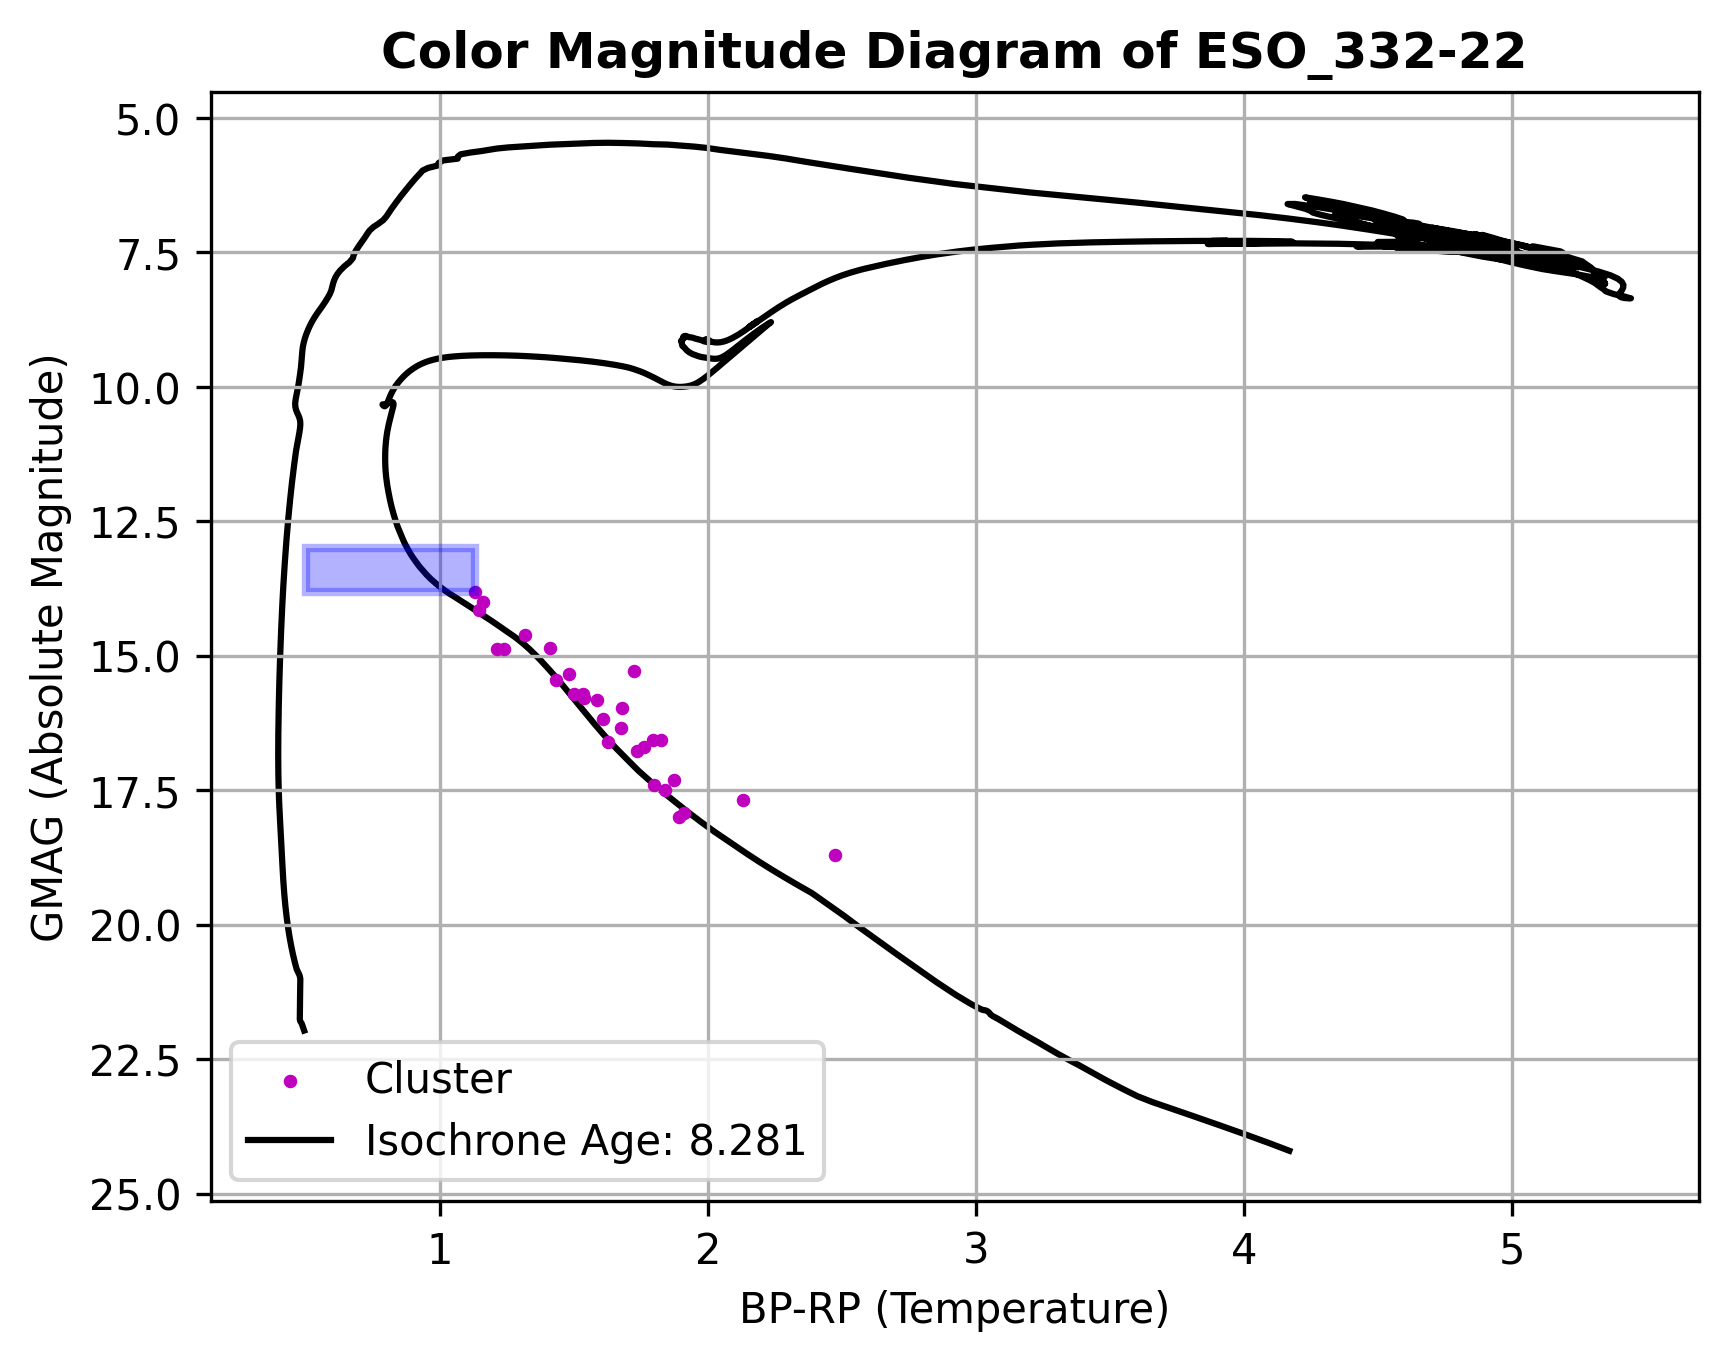 Color Magnitude Diagram of ESO_332-22
GMAG (Absolute Magnitude)
5.0
7.5
10.0
12.5
15.0
17.5
20.0
22.5
25.0
Cluster
Isochrone Age: 8.281
1 2 3 4 5
BP-RP (Temperature)